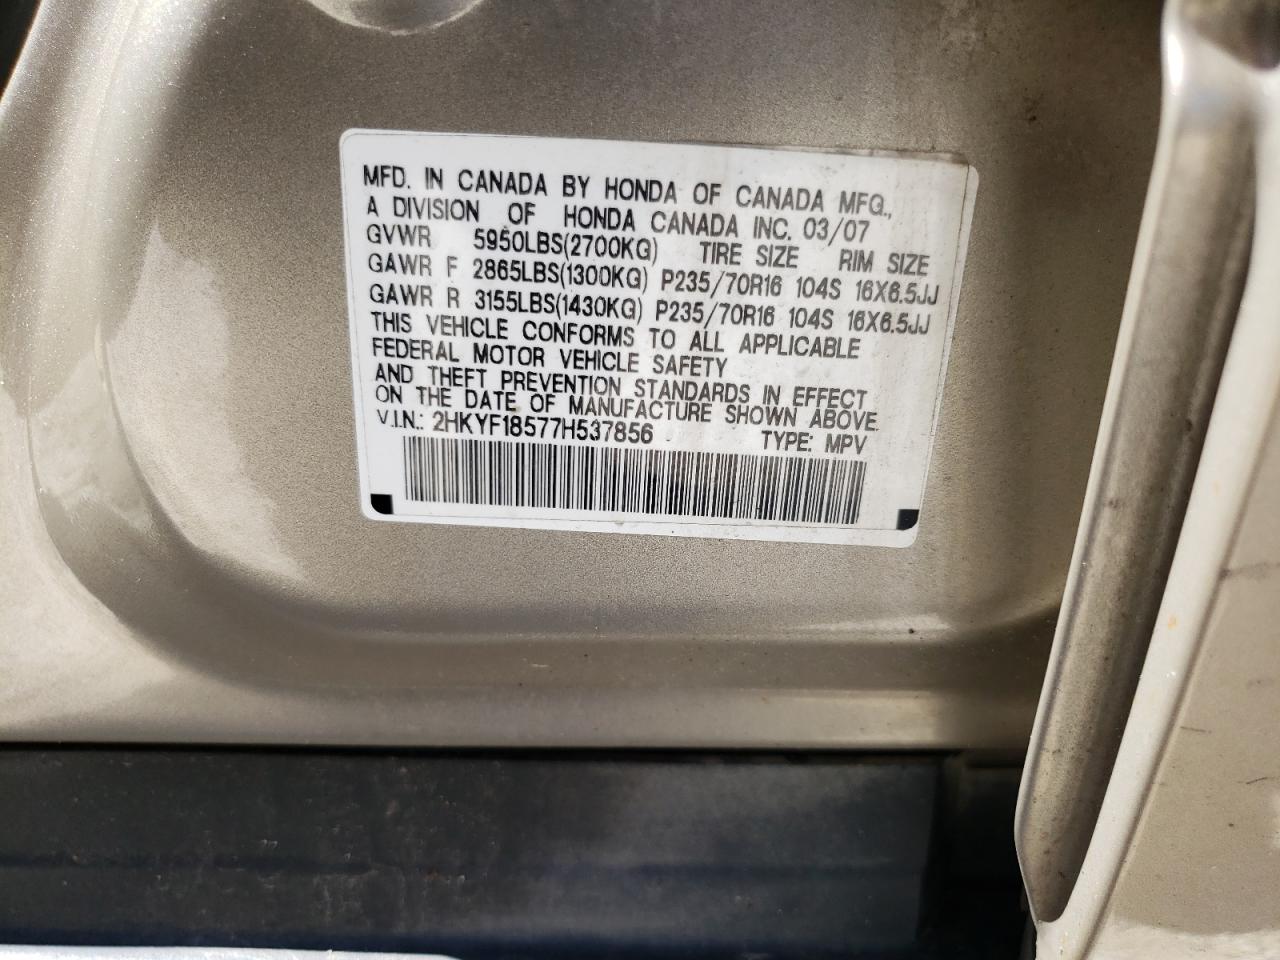 MFD. IN CANADA BY HONDA OF CANADA MFG.,
A DIVISION OF HONDA CANADA INC. 03/07
GVWR 5950LBS(2700KG) TIRE SIZE RIM SIZE
GAWR F 2865LBS(1300KG) P235/70R16 104S 16X6.5JJ
GAWR R 3155LBS(1430KG) P235/70R16 104S 16X6.5JJ
THIS VEHICLE CONFORMS TO ALL APPLICABLE
FEDERAL MOTOR VEHICLE SAFETY
AND THEFT PREVENTION STANDARDS IN EFFECT
ON THE DATE OF MANUFACTURE SHOWN ABOVE.
V.I.N.: 2HKYF18577H537856 TYPE: MPV